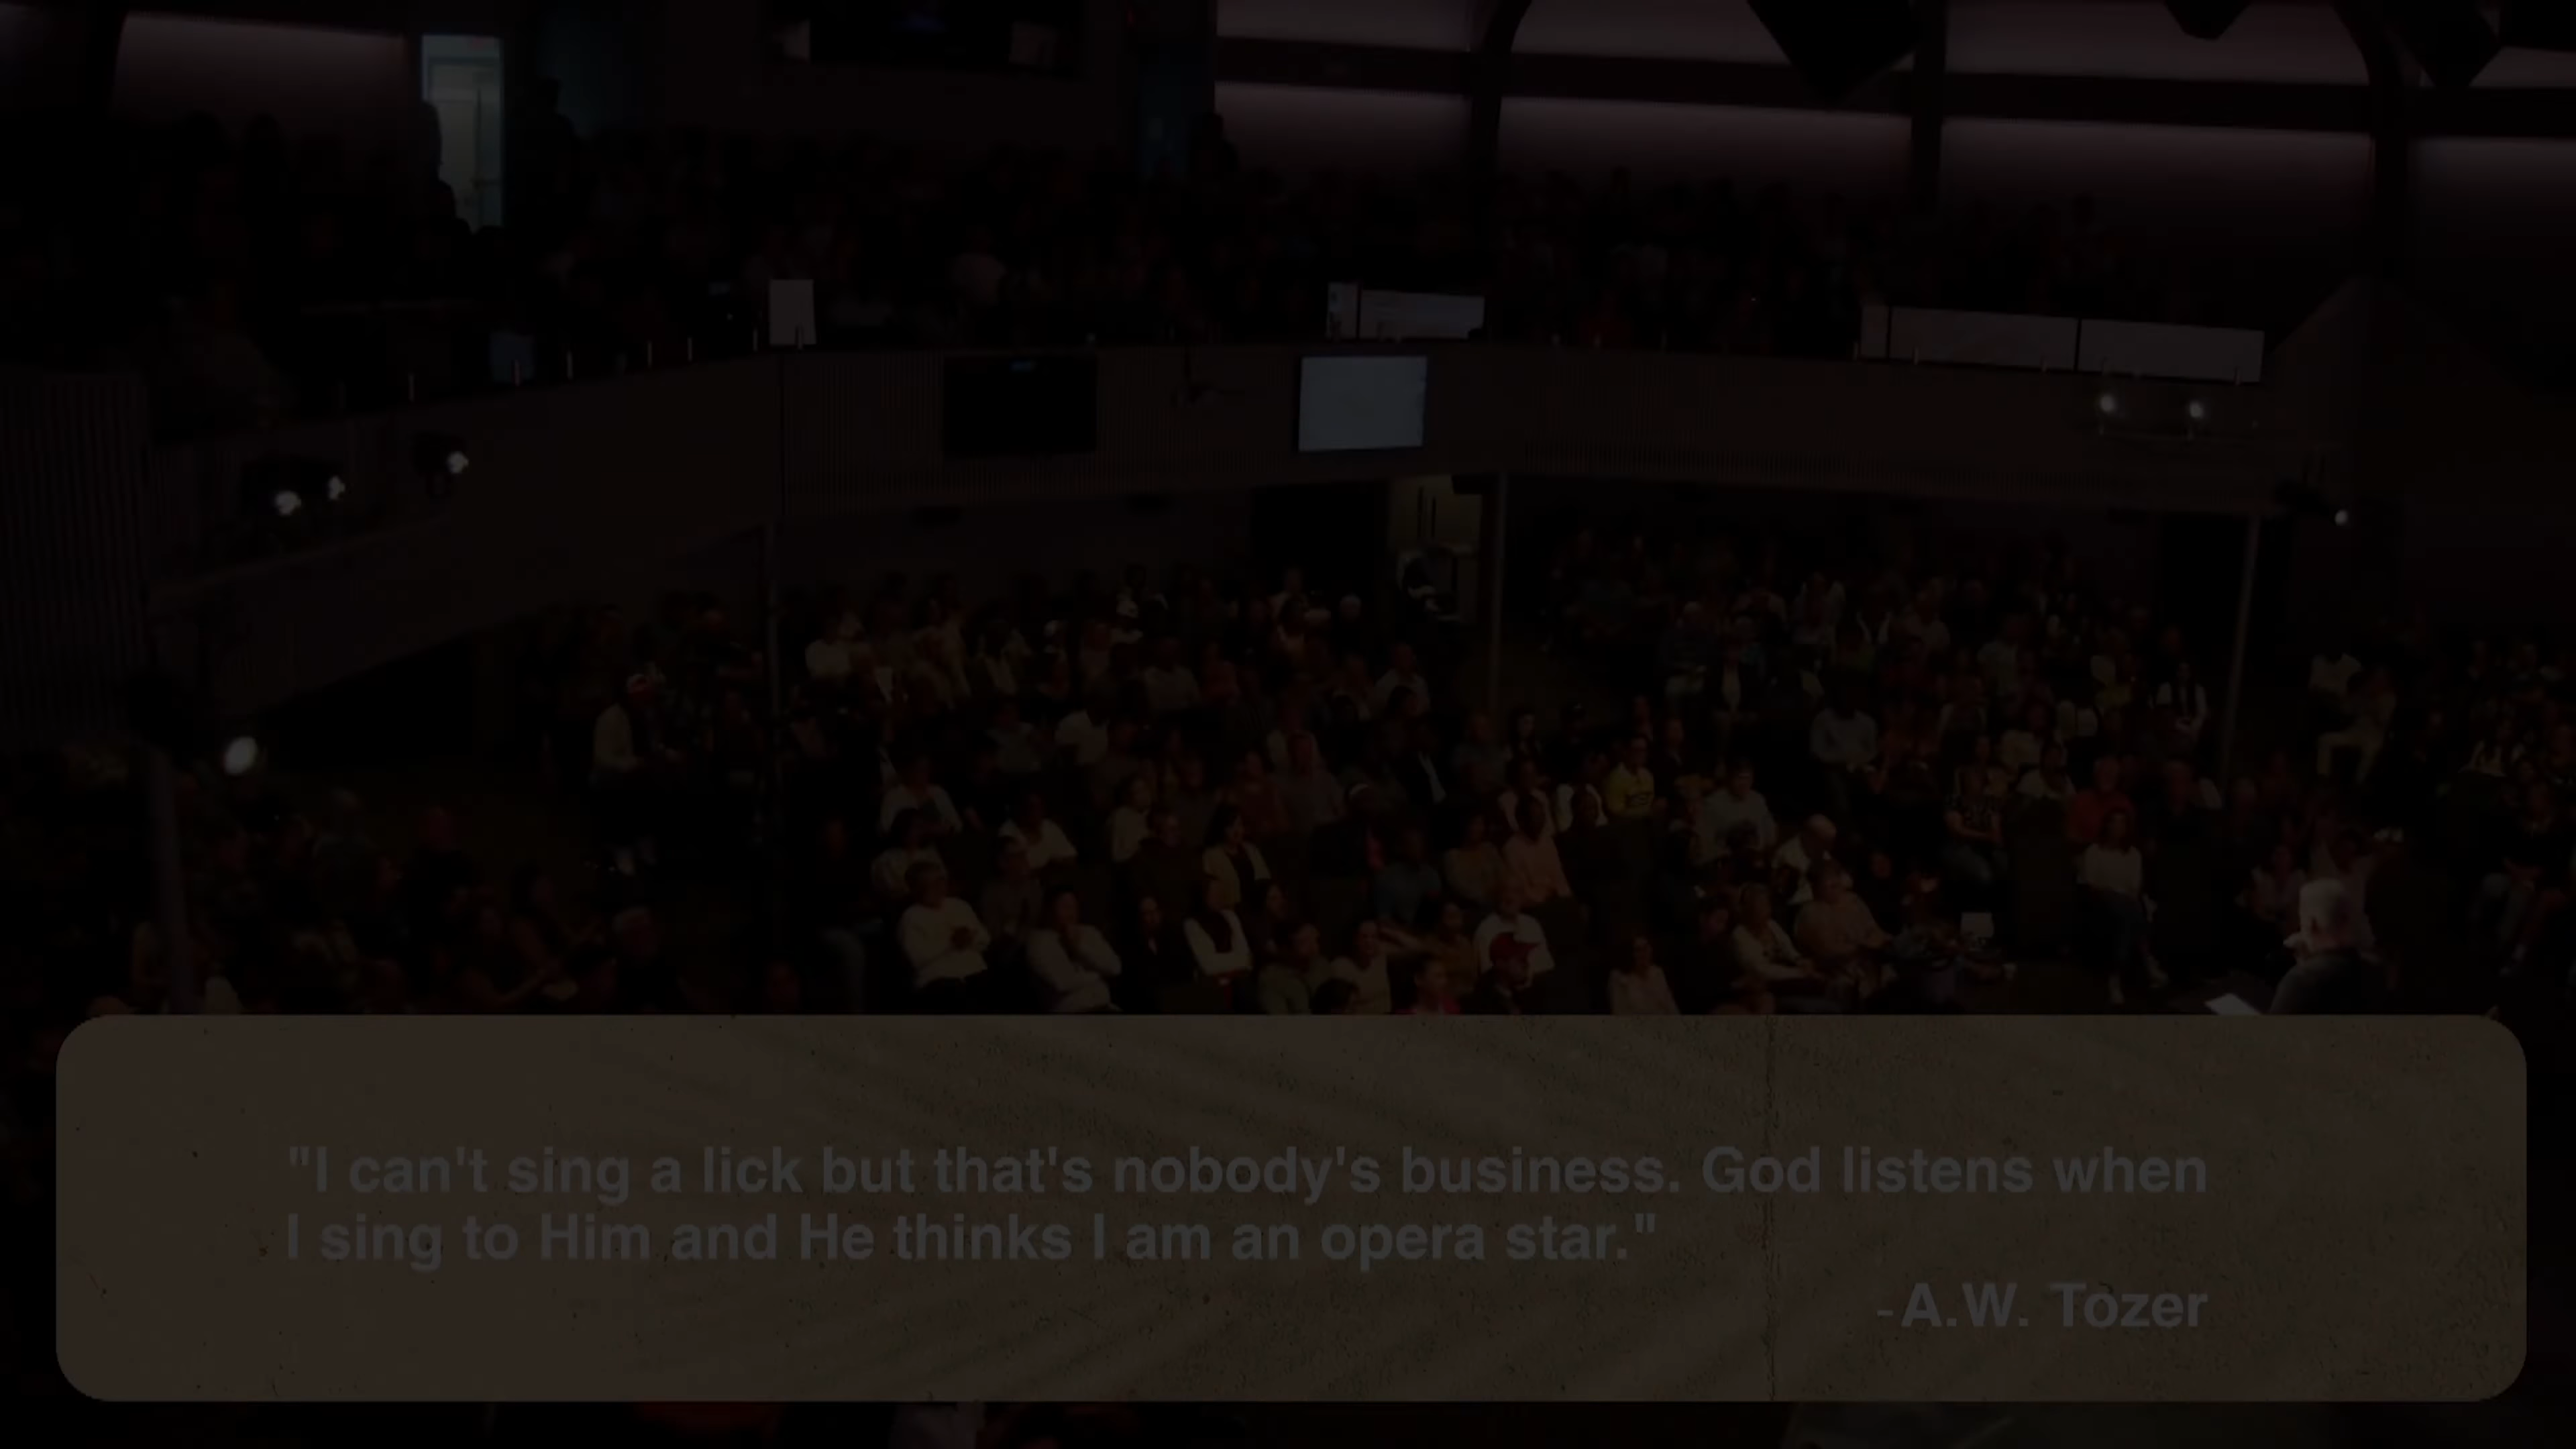 "I can't sing a lick but that's nobody's business. God listens when
I sing to Him and He thinks I am an opera star."
-A.W. Tozer